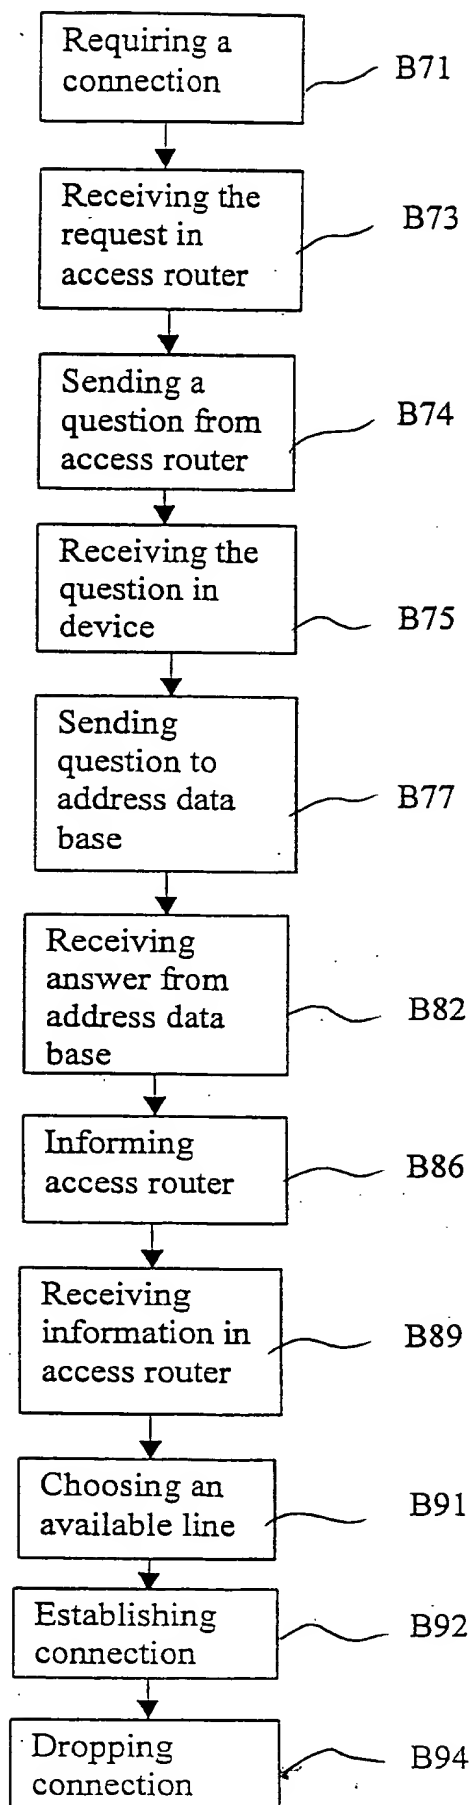 Requiring a
connection
B71
Receiving the
request in
access router
B73
Sending a
question from
access router
B74
Receiving the
question in
device
B75
Sending
question to
address data
base
B77
Receiving
answer from
address data
base
B82
Informing
access router
B86
Receiving
information in
access router
B89
Choosing an
available line
B91
Establishing
connection
B92
Dropping
connection
B94